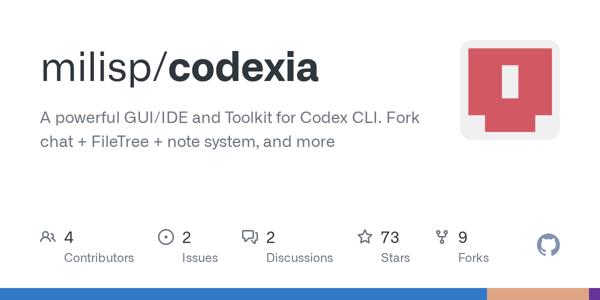 milisp/codexia
A powerful GUI/IDE and Toolkit for Codex CLI. Fork
chat + FileTree + note system, and more
4 2 2 73 9
Contributors Issues Discussions Stars Forks